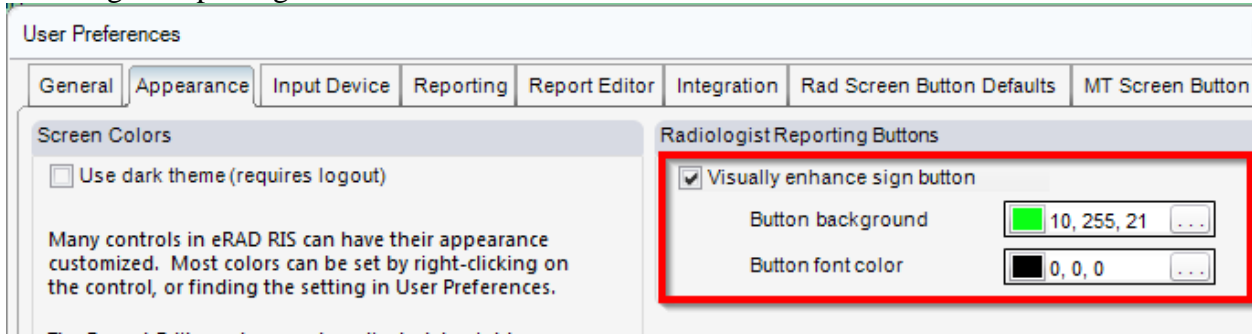 User Preferences
General Appearance Input Device Reporting Report Editor Integration Rad Screen Button Defaults MT Screen Button
Screen Colors
Use dark theme (requires logout)
Many controls in eRAD RIS can have their appearance
customized. Most colors can be set by right-clicking on
the control, or finding the setting in User Preferences.
Radiologist Reporting Buttons
Visually enhance sign button
Button background 10, 255, 21 ...
Button font color 0, 0, 0 ...